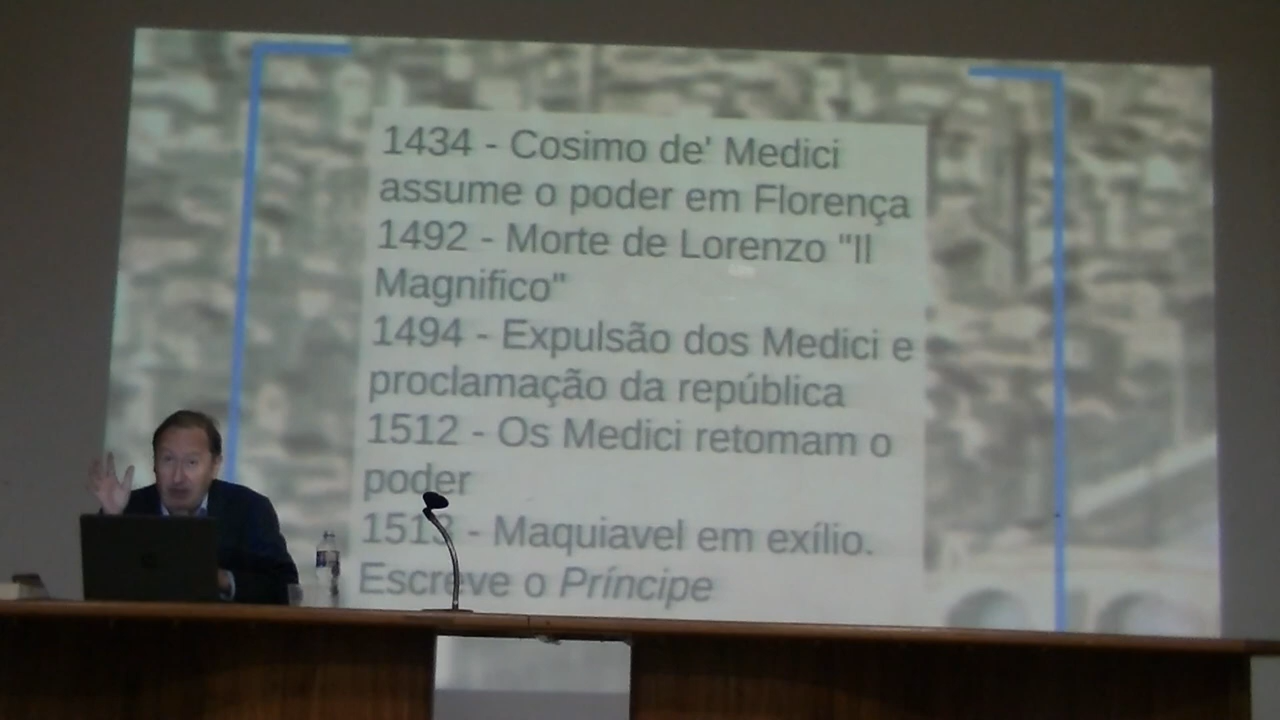 1434 - Cosimo de' Medici
assume o poder em Florença
1492 - Morte de Lorenzo "Il
Magnifico"
1494 - Expulsão dos Medici e
proclamação da república
1512 - Os Medici retomam o
poder
1513 - Maquiavel em exílio.
Escreve o Príncipe